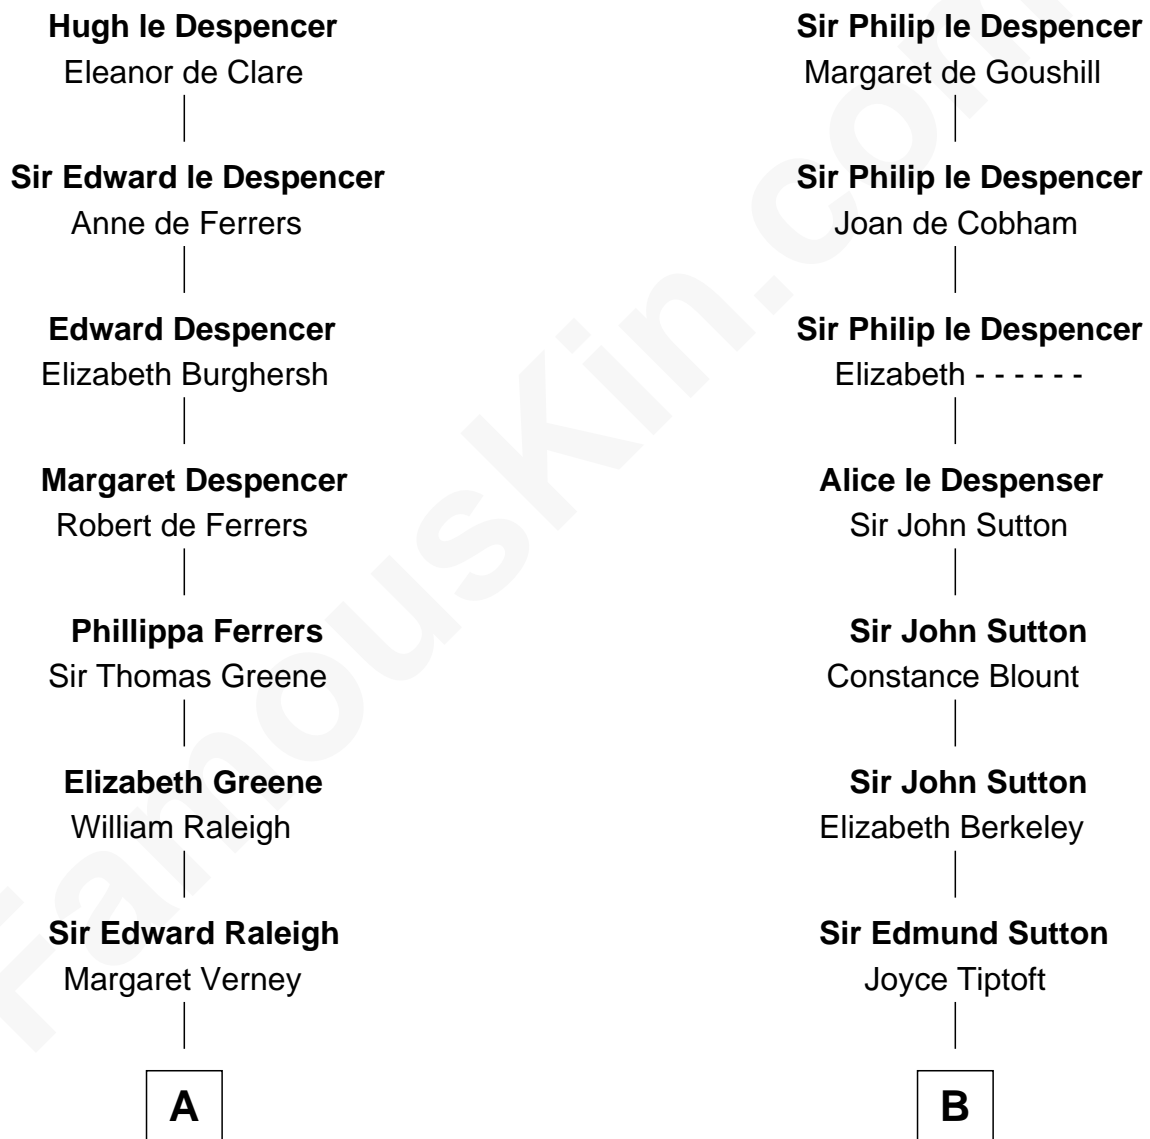 Hugh le Despencer
Eleanor de Clare
Sir Edward le Despencer
Anne de Ferrers
Edward Despencer
Elizabeth Burghersh
Margaret Despencer
Robert de Ferrers
Phillippa Ferrers
Sir Thomas Greene
Elizabeth Greene
William Raleigh
Sir Edward Raleigh
Margaret Verney
A
Sir Philip le Despencer
Margaret de Goushill
Sir Philip le Despencer
Joan de Cobham
Sir Philip le Despencer
Elizabeth - - - - - -
Alice le Despenser
Sir John Sutton
Sir John Sutton
Constance Blount
Sir John Sutton
Elizabeth Berkeley
Sir Edmund Sutton
Joyce Tiptoft
B
FamousKin.com